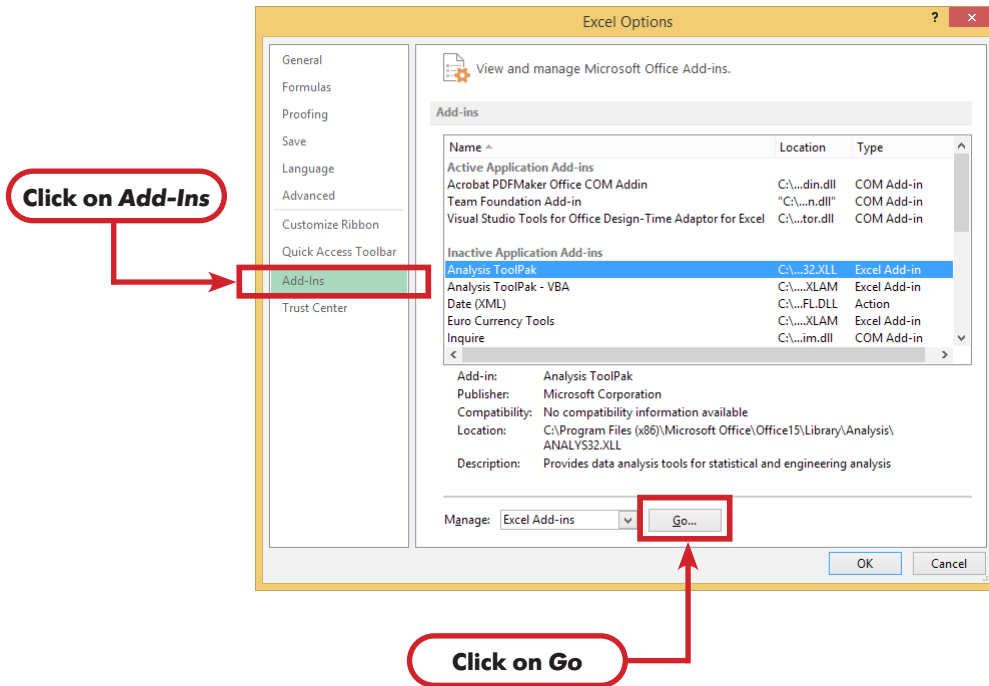 Excel Options
?
×
General
Formulas
Proofing
Save
Language
Advanced
Customize Ribbon
Quick Access Toolbar
Add-Ins
Trust Center
Click on Add-Ins
View and manage Microsoft Office Add-ins.
Add-ins
Name Location Type
Active Application Add-ins
Acrobat PDFMaker Office COM Addin C:\...din.dll COM Add-in
Team Foundation Add-in "C:\...n.dll" COM Add-in
Visual Studio Tools for Office Design-Time Adaptor for Excel C:\...tor.dll COM Add-in
Inactive Application Add-ins
Analysis ToolPak C:\...32.XLL Excel Add-in
Analysis ToolPak - VBA C:\....XLAM Excel Add-in
Date (XML) C:\...FL.DLL Action
Euro Currency Tools C:\....XLAM Excel Add-in
Inquire C:\...im.dll COM Add-in
Add-in: Analysis ToolPak
Publisher: Microsoft Corporation
Compatibility: No compatibility information available
Location: C:\Program Files (x86)\Microsoft Office\Office15\Library\Analysis\
ANALYS32.XLL
Description: Provides data analysis tools for statistical and engineering analysis
Manage: Excel Add-ins Go...
OK Cancel
Click on Go